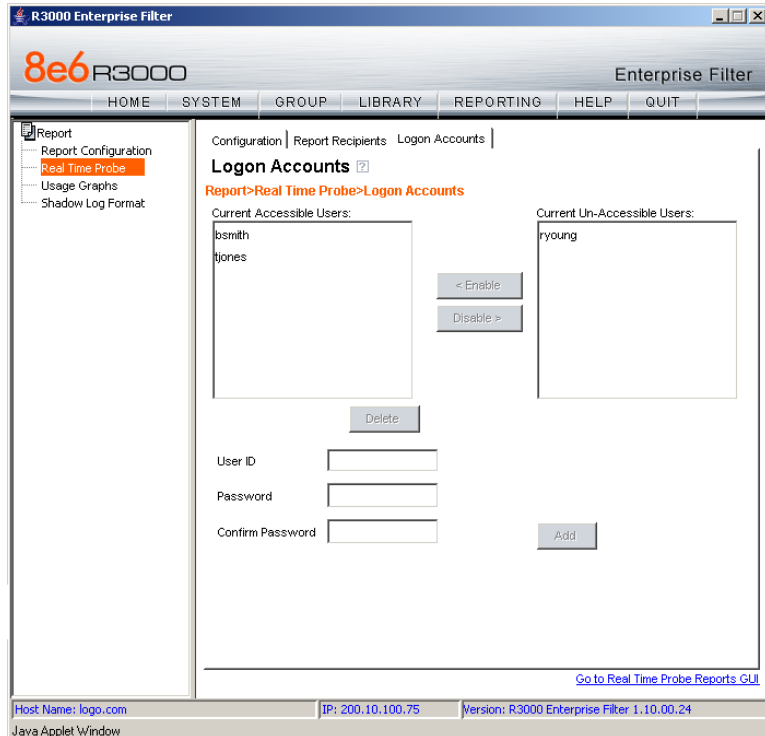 R3000 Enterprise Filter
8e6 R3000
Enterprise Filter
HOME SYSTEM GROUP LIBRARY REPORTING HELP QUIT
Report
Report Configuration
Real Time Probe
Usage Graphs
Shadow Log Format
Configuration Report Recipients Logon Accounts
Logon Accounts ?
Report>Real Time Probe>Logon Accounts
Current Accessible Users:
bsmith
tjones
< Enable
Disable >
Current Un-Accessible Users:
ryoung
Delete
User ID
Password
Confirm Password
Add
Go to Real Time Probe Reports GUI
Host Name: logo.com IP: 200.10.100.75 Version: R3000 Enterprise Filter 1.10.00.24
Java Applet Window